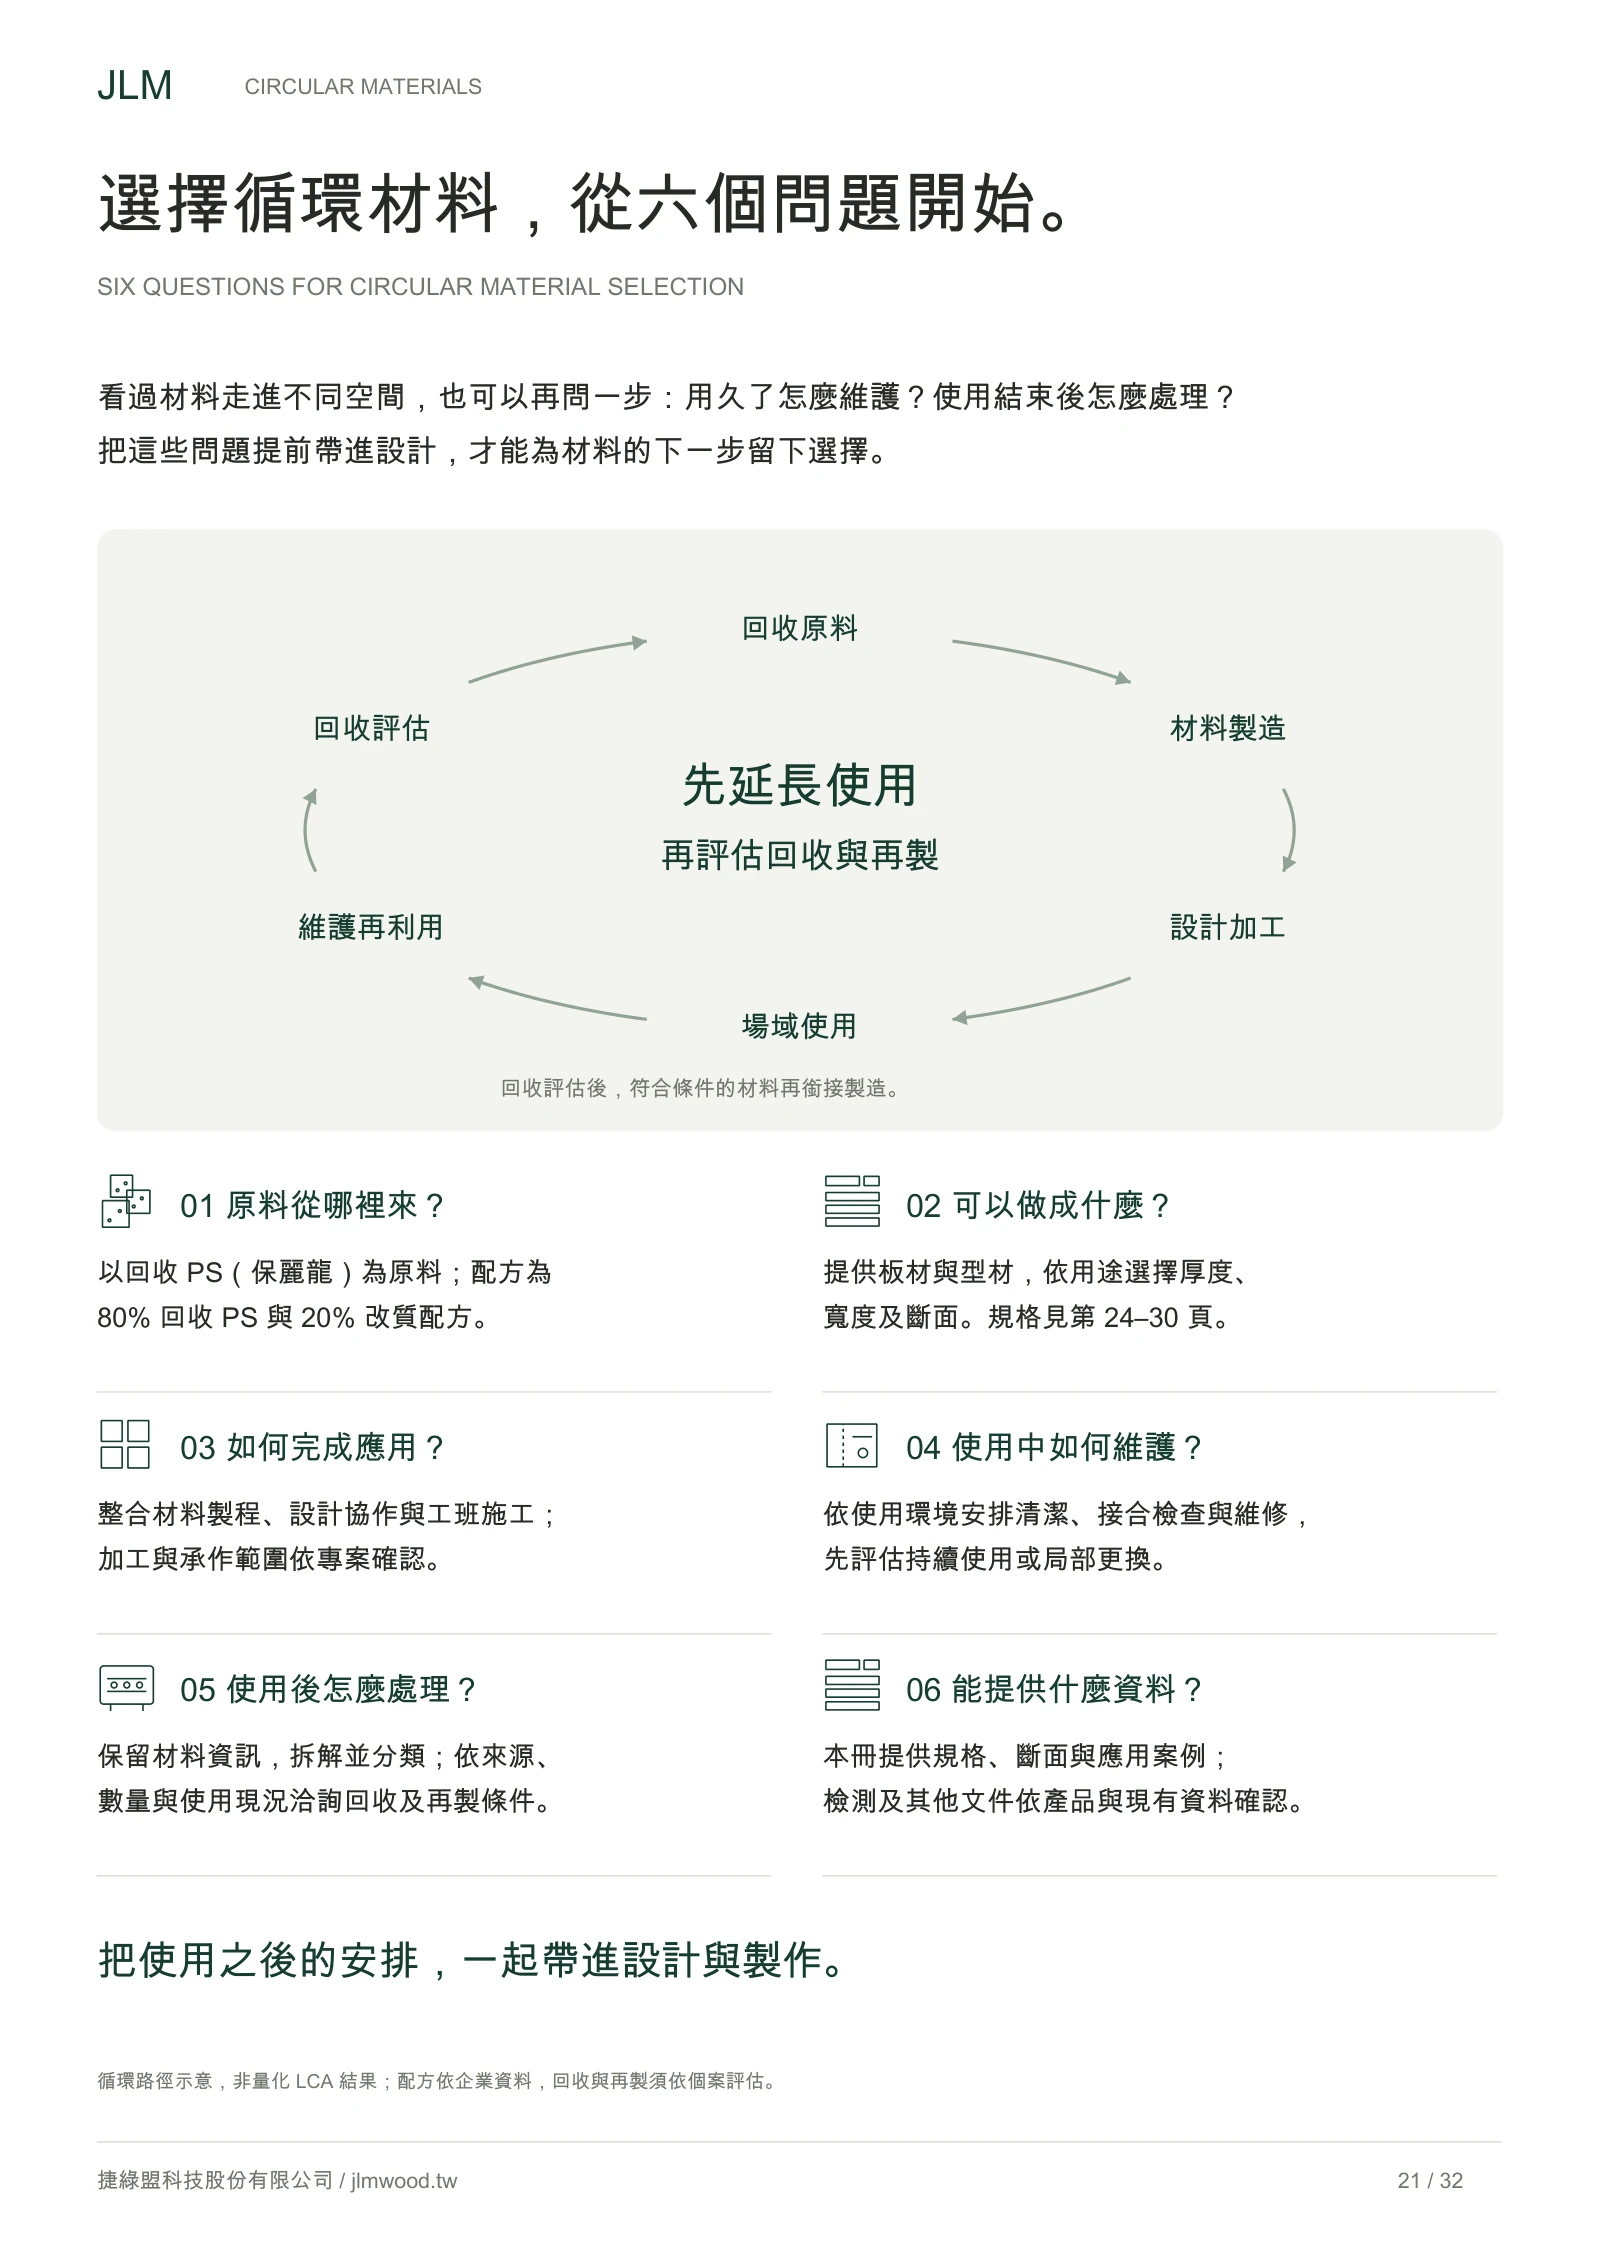 JLM
CIRCULAR MATERIALS
選擇循環材料，從六個問題開始。
SIX QUESTIONS FOR CIRCULAR MATERIAL SELECTION
看過材料走進不同空間，也可以再問一步：用久了怎麼維護？使用結束後怎麼處理？
把這些問題提前帶進設計，才能為材料的下一步留下選擇。
回收原料
回收評估
材料製造
先延長使用
再評估回收與再製
維護再利用
設計加工
場域使用
回收評估後，符合條件的材料再銜接製造。
01 原料從哪裡來？
以回收 PS（保麗龍）為原料；配方為
80% 回收 PS 與 20% 改質配方。
02 可以做成什麼？
提供板材與型材，依用途選擇厚度、
寬度及斷面。規格見第 24–30 頁。
03 如何完成應用？
整合材料製程、設計協作與工班施工；
加工與承作範圍依專案確認。
04 使用中如何維護？
依使用環境安排清潔、接合檢查與維修，
先評估持續使用或局部更換。
05 使用後怎麼處理？
保留材料資訊，拆解並分類；依來源、
數量與使用現況洽詢回收及再製條件。
06 能提供什麼資料？
本冊提供規格、斷面與應用案例；
檢測及其他文件依產品與現有資料確認。
把使用之後的安排，一起帶進設計與製作。
循環路徑示意，非量化 LCA 結果；配方依企業資料，回收與再製須依個案評估。
捷綠盟科技股份有限公司 / jlmwood.tw
21 / 32